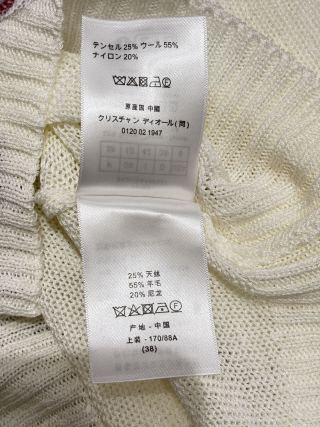 テンセル 25% ウール 55%
ナイロン 20%
原産国 中國
クリスチャン ディオール(同)
0120 02 1947
25% 天丝
55% 羊毛
20% 尼龙
产地 - 中国
上装 - 170/88A
(38)